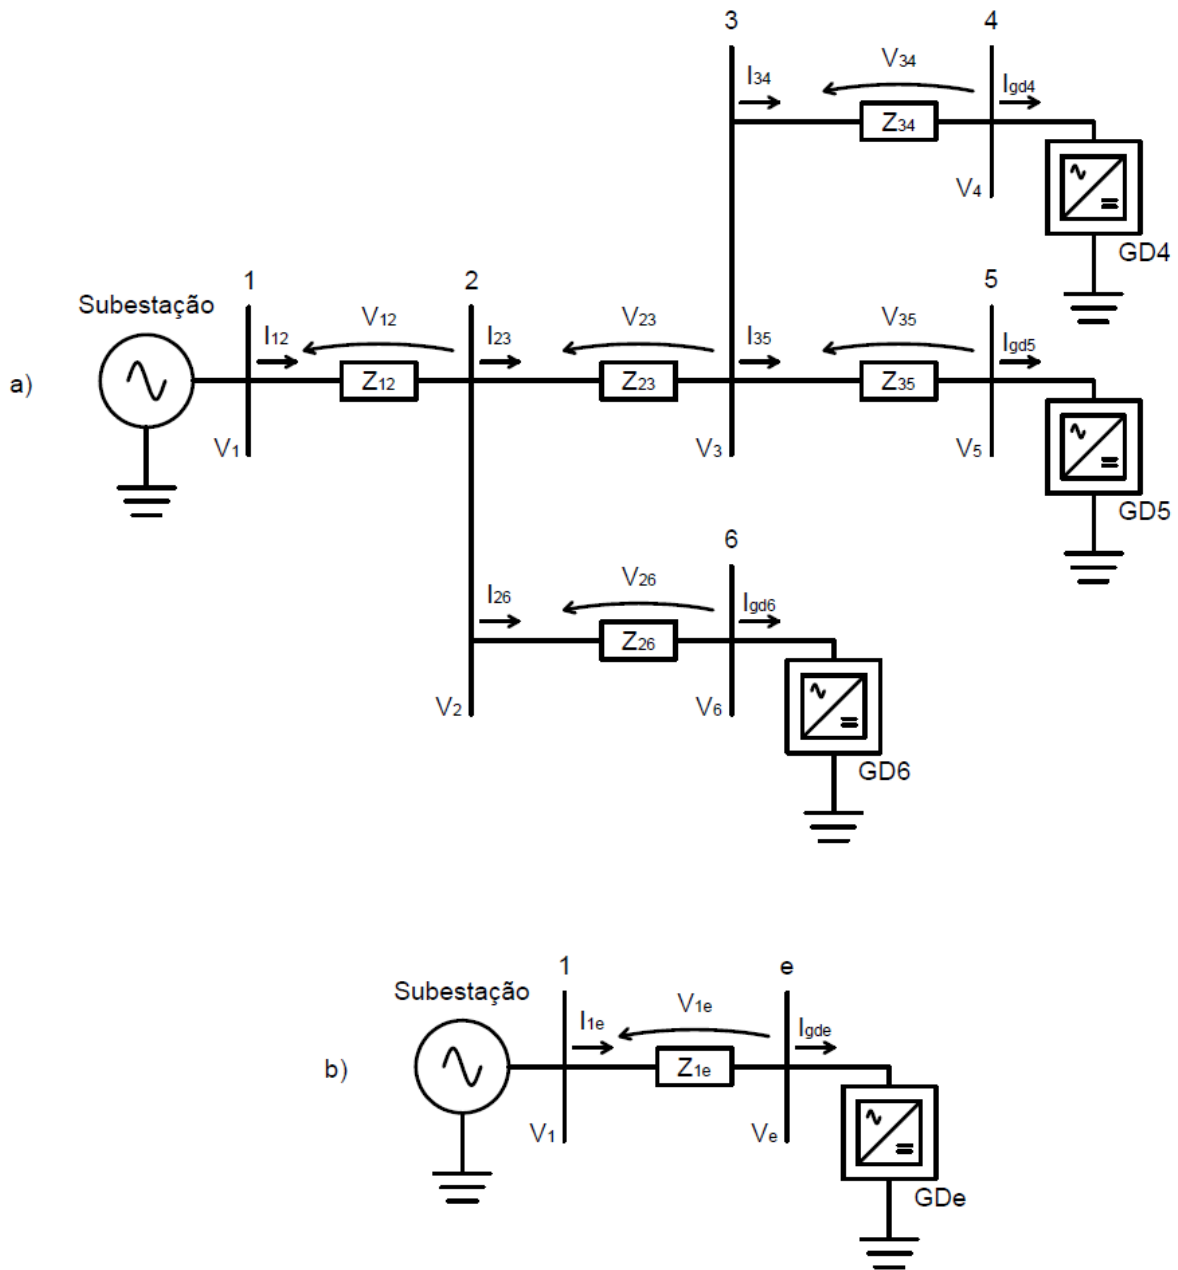 3
4
I34
V34
Igd4
Z34
V4
GD4
1
2
5
Subestação
I12
V12
I23
V23
I35
V35
Igd5
a)
Z12
Z23
Z35
V1
V3
V5
GD5
6
I26
V26
Igd6
Z26
V2
V6
GD6
1
e
Subestação
I1e
V1e
Igde
b)
Z1e
V1
Ve
GDe